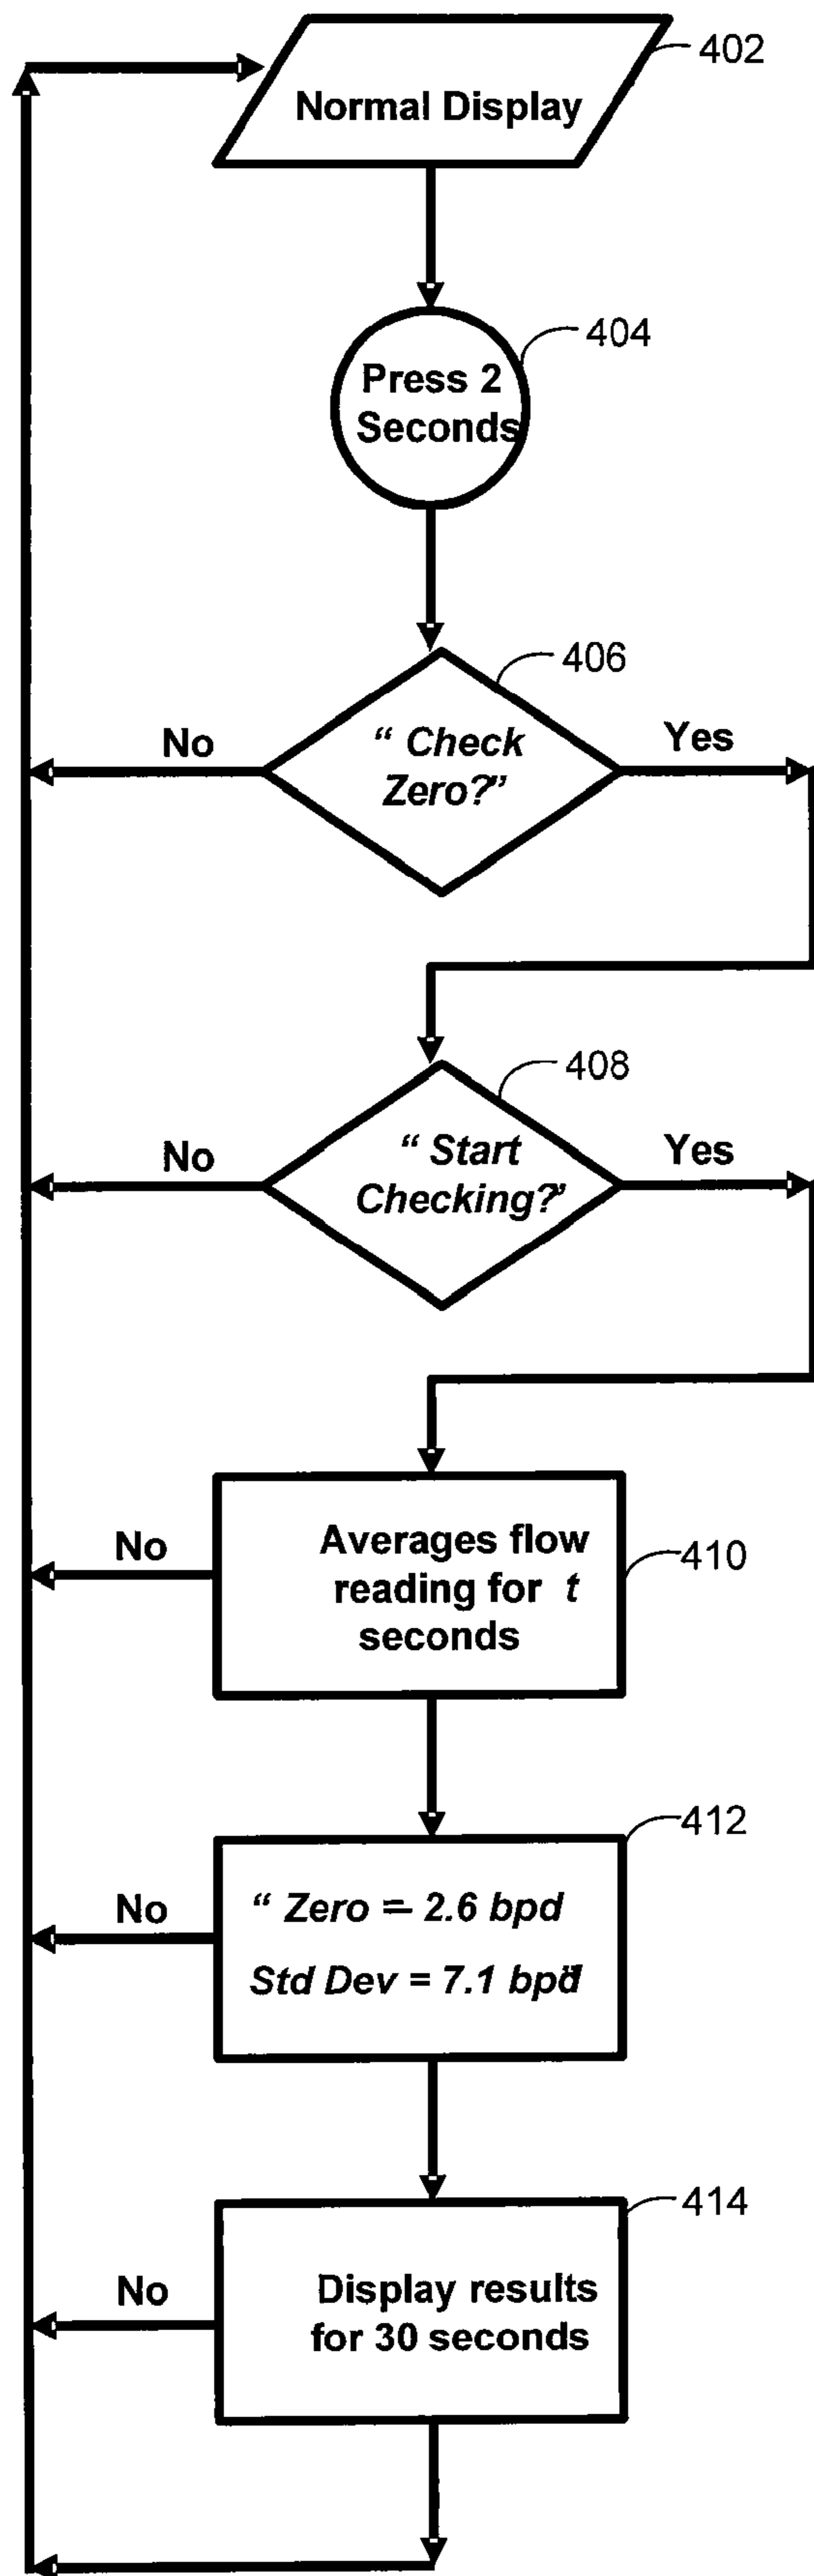 402
Normal Display
404
Press 2
Seconds
406
No
“ Check
Zero?”
Yes
408
No
“ Start
Checking?”
Yes
No
Averages flow
reading for t
seconds
410
412
No
“ Zero = - 2.6 bpd
Std Dev = 7.1 bpd”
414
No
Display results
for 30 seconds